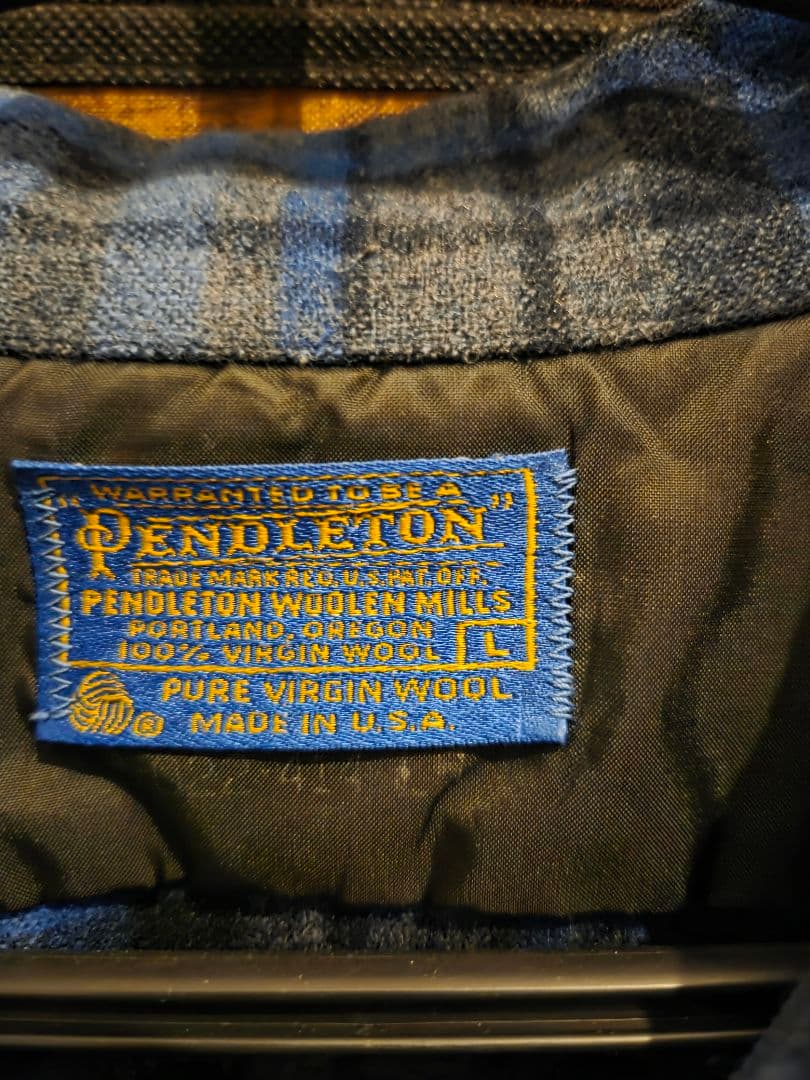 WARRANTED TO BE A
"PENDLETON"
TRADE MARK REG. U.S. PAT. OFF.
PENDLETON WOOLEN MILLS
PORTLAND, OREGON
100% VIRGIN WOOL L
PURE VIRGIN WOOL
® MADE IN U.S.A.